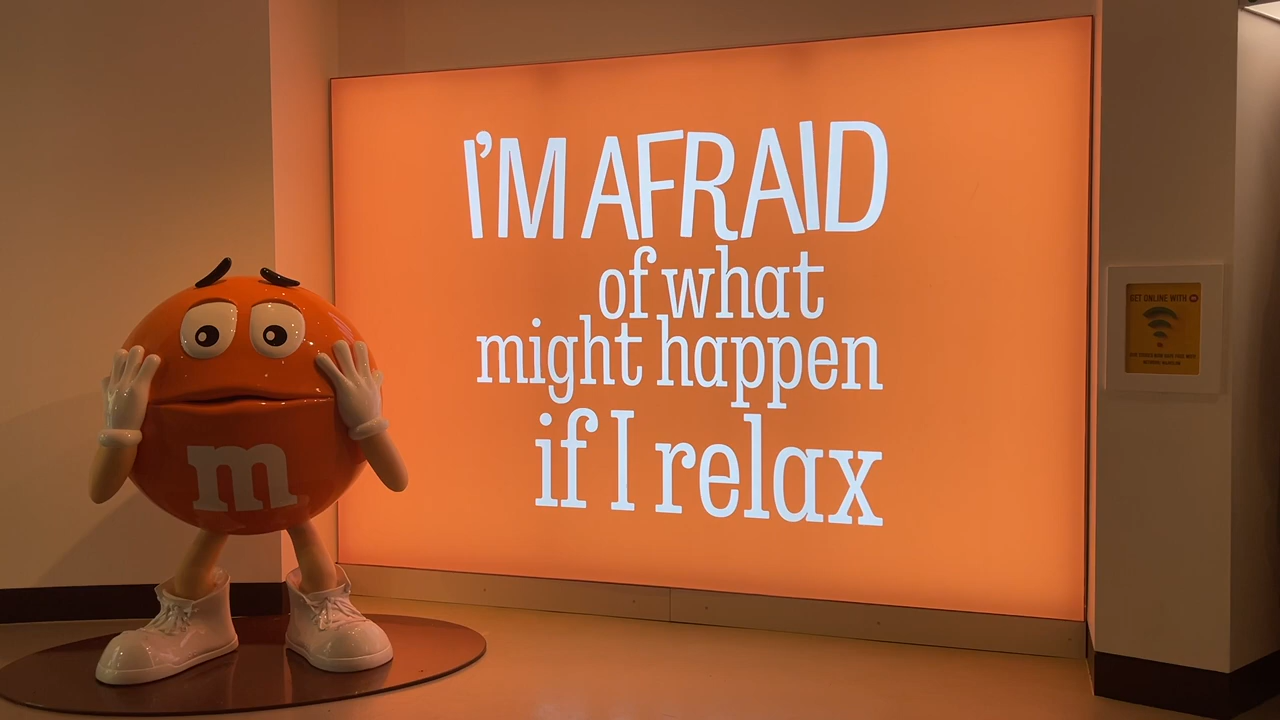 I'M AFRAID
of what
might happen
if I relax
m
GET ONLINE WITH m